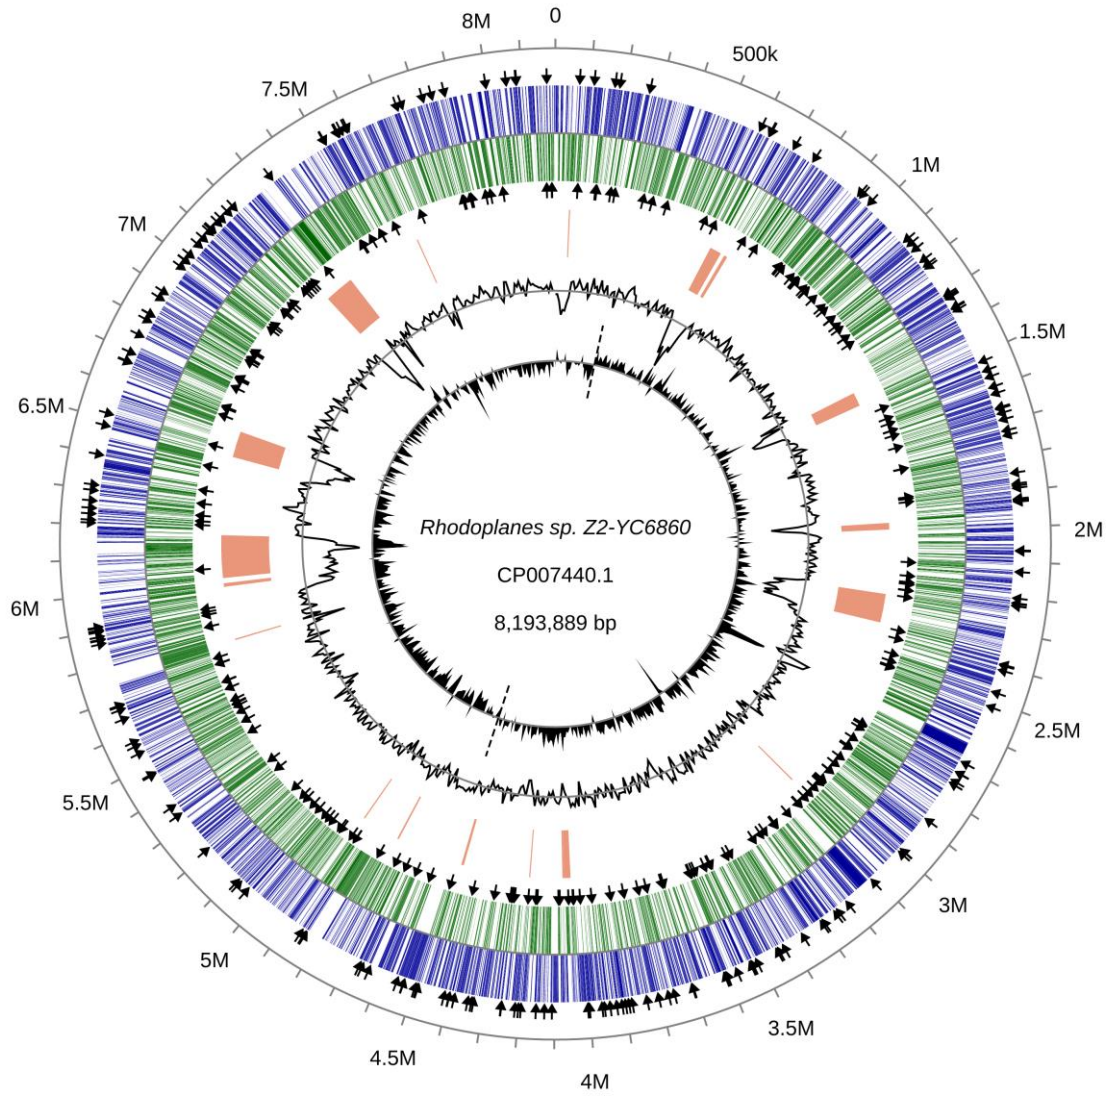 0
500k
1M
1.5M
2M
2.5M
3M
3.5M
4M
4.5M
5M
5.5M
6M
6.5M
7M
7.5M
8M
Rhodoplanes sp. Z2-YC6860
CP007440.1
8,193,889 bp